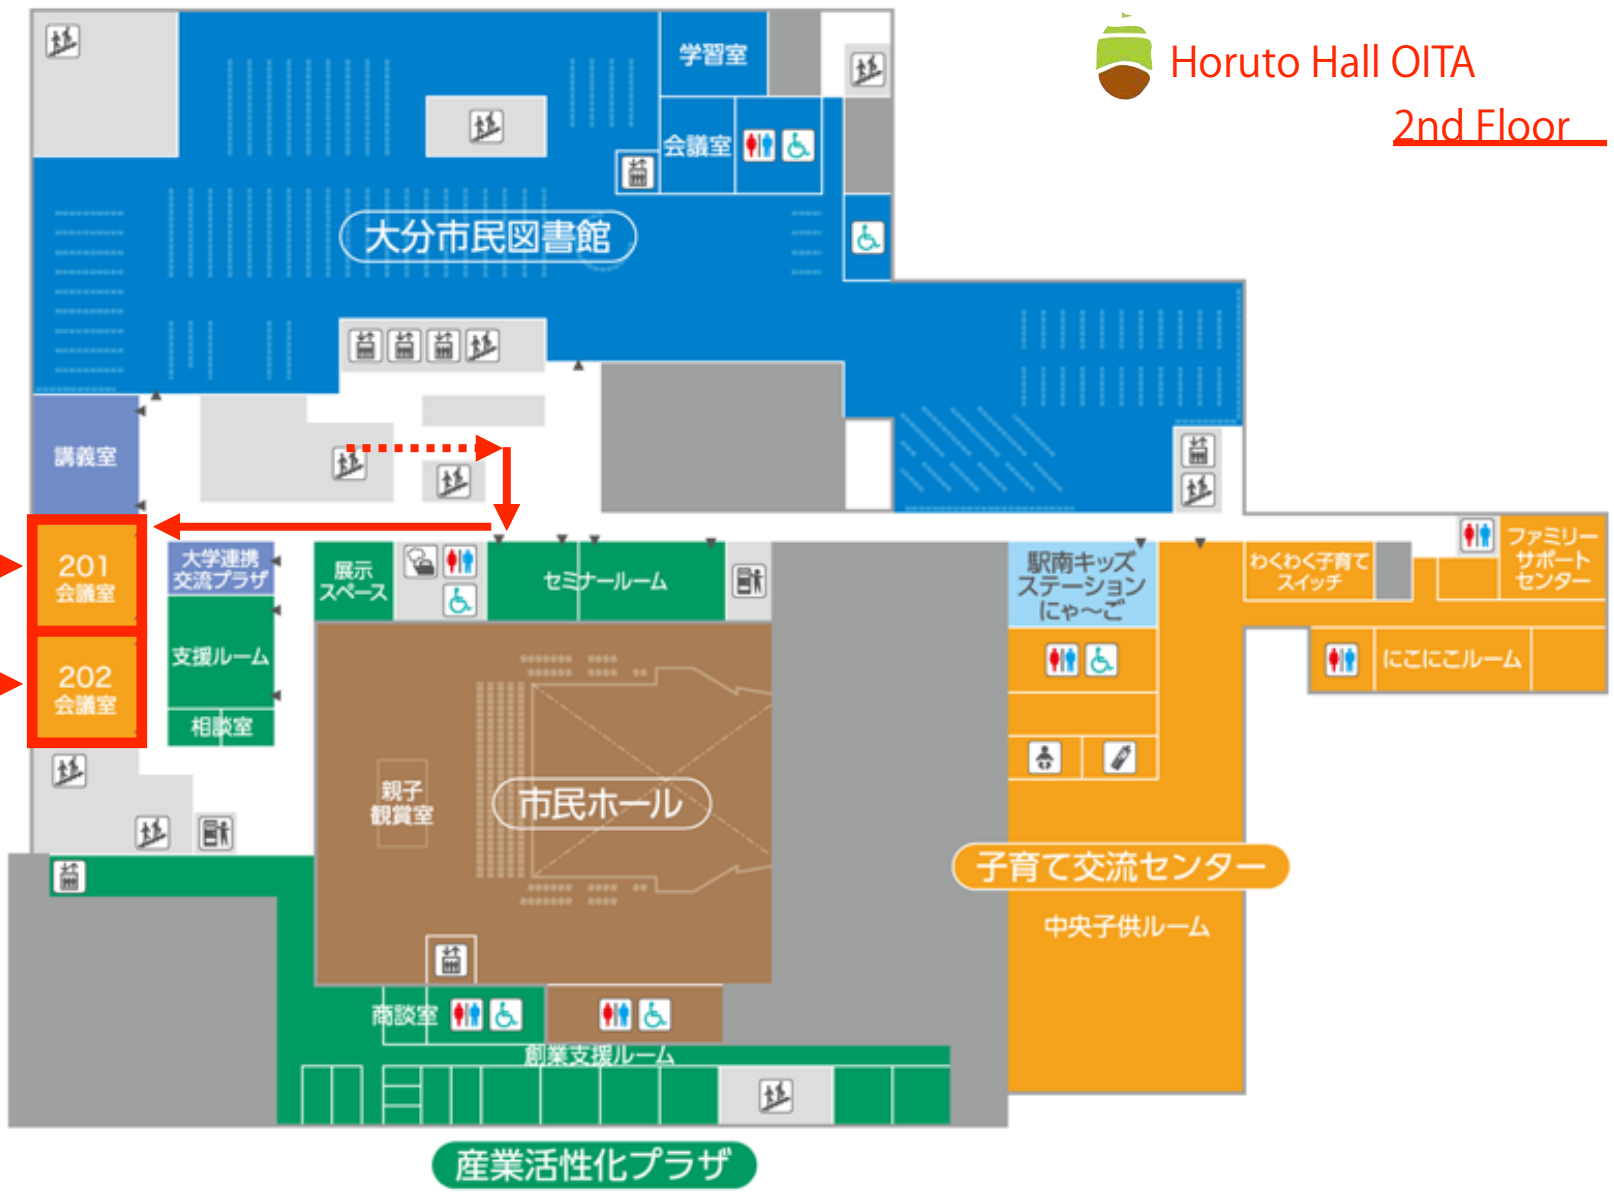 Horuto Hall OITA
2nd Floor
学習室
会議室
大分市民図書館
講義室
201
会議室
202
会議室
大学連携
交流プラザ
支援ルーム
相談室
展示
スペース
セミナールーム
親子
観賞室
市民ホール
駅南キッズ
ステーション
にゃ〜ご
わくわく子育て
スイッチ
ファミリー
サポート
センター
にこにこルーム
子育て交流センター
中央子供ルーム
商談室
創業支援ルーム
産業活性化プラザ